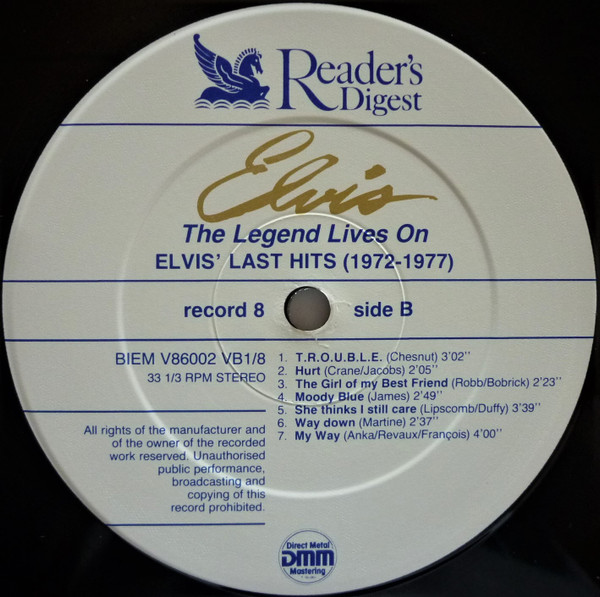 Reader's
Digest
Elvis
The Legend Lives On
ELVIS' LAST HITS (1972-1977)
record 8 side B
BIEM V86002 VB1/8
33 1/3 RPM STEREO
All rights of the manufacturer and
of the owner of the recorded
work reserved. Unauthorised
public performance,
broadcasting and
copying of this
record prohibited.
1. T.R.O.U.B.L.E. (Chesnut) 3'02''
2. Hurt (Crane/Jacobs) 2'05''
3. The Girl of my Best Friend (Robb/Bobrick) 2'23''
4. Moody Blue (James) 2'49''
5. She thinks I still care (Lipscomb/Duffy) 3'39''
6. Way down (Martine) 2'37''
7. My Way (Anka/Revaux/François) 4'00''
Direct Metal
DMM
Mastering